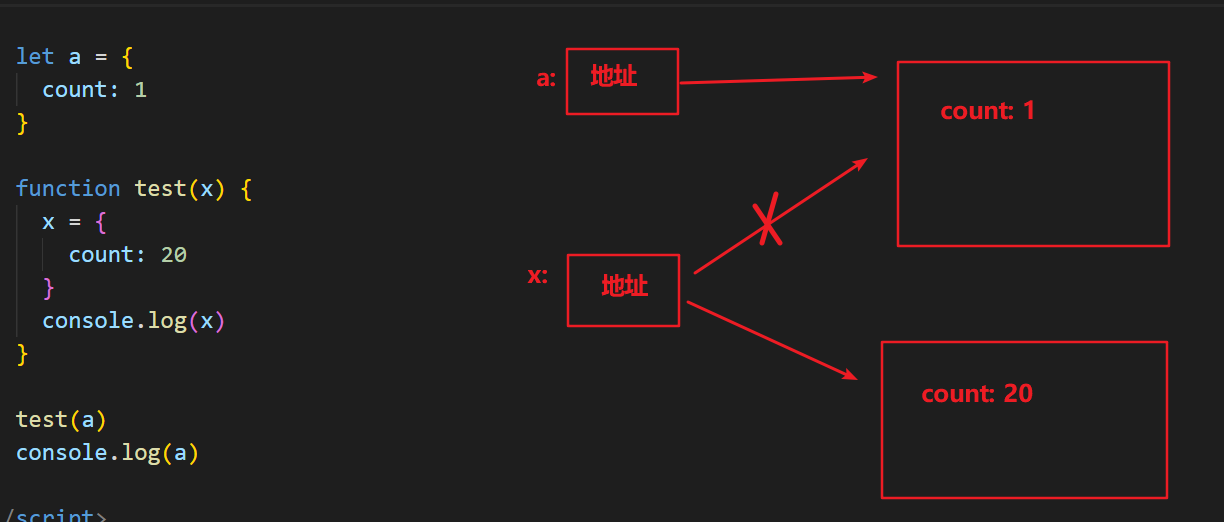 let a = {
count: 1
}
function test(x) {
x = {
count: 20
}
console.log(x)
}
test(a)
console.log(a)
/script>
a:
地址
count: 1
x:
地址
count: 20